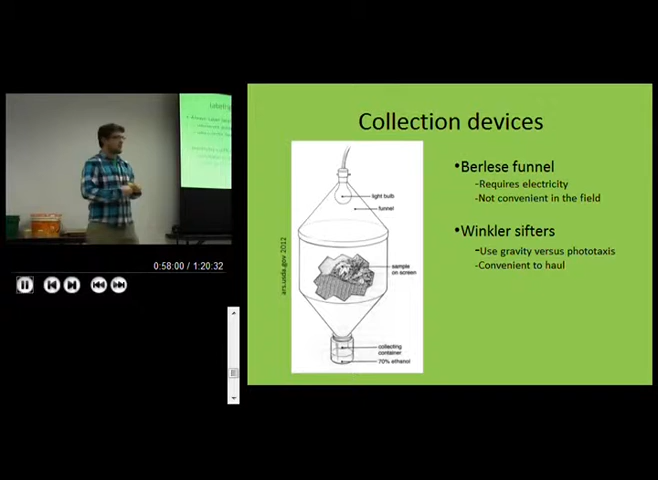 Collection devices
•Berlese funnel
-Requires electricity
-Not convenient in the field
•Winkler sifters
-Use gravity versus phototaxis
-Convenient to haul
light bulb
funnel
sample
on screen
collecting
container
70% ethanol
ars.usda.gov 2012
0:58:00 / 1:20:32